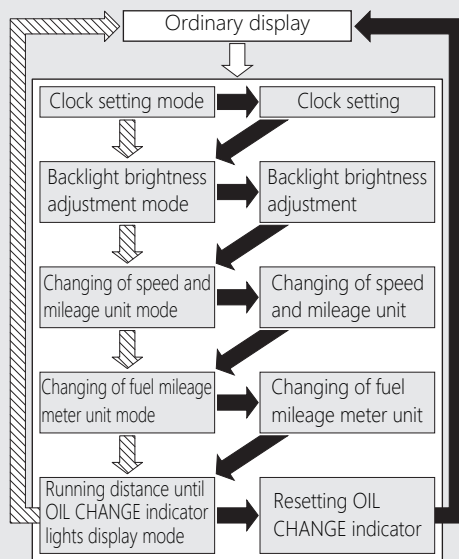 Ordinary display
Clock setting mode
Clock setting
Backlight brightness
adjustment mode
Backlight brightness
adjustment
Changing of speed and
mileage unit mode
Changing of speed
and mileage unit
Changing of fuel mileage
meter unit mode
Changing of fuel
mileage meter unit
Running distance until
OIL CHANGE indicator
lights display mode
Resetting OIL
CHANGE indicator